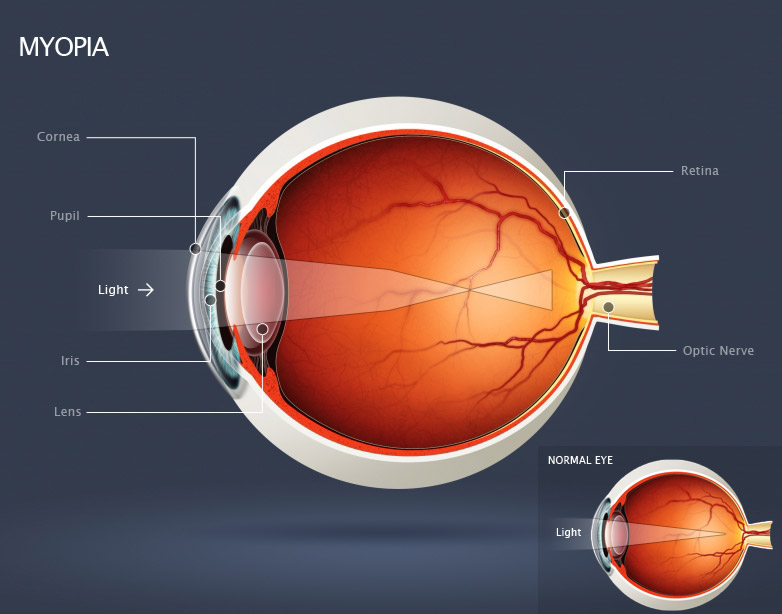 MYOPIA
Cornea
Retina
Pupil
Light
Iris
Optic Nerve
Lens
NORMAL EYE
Light